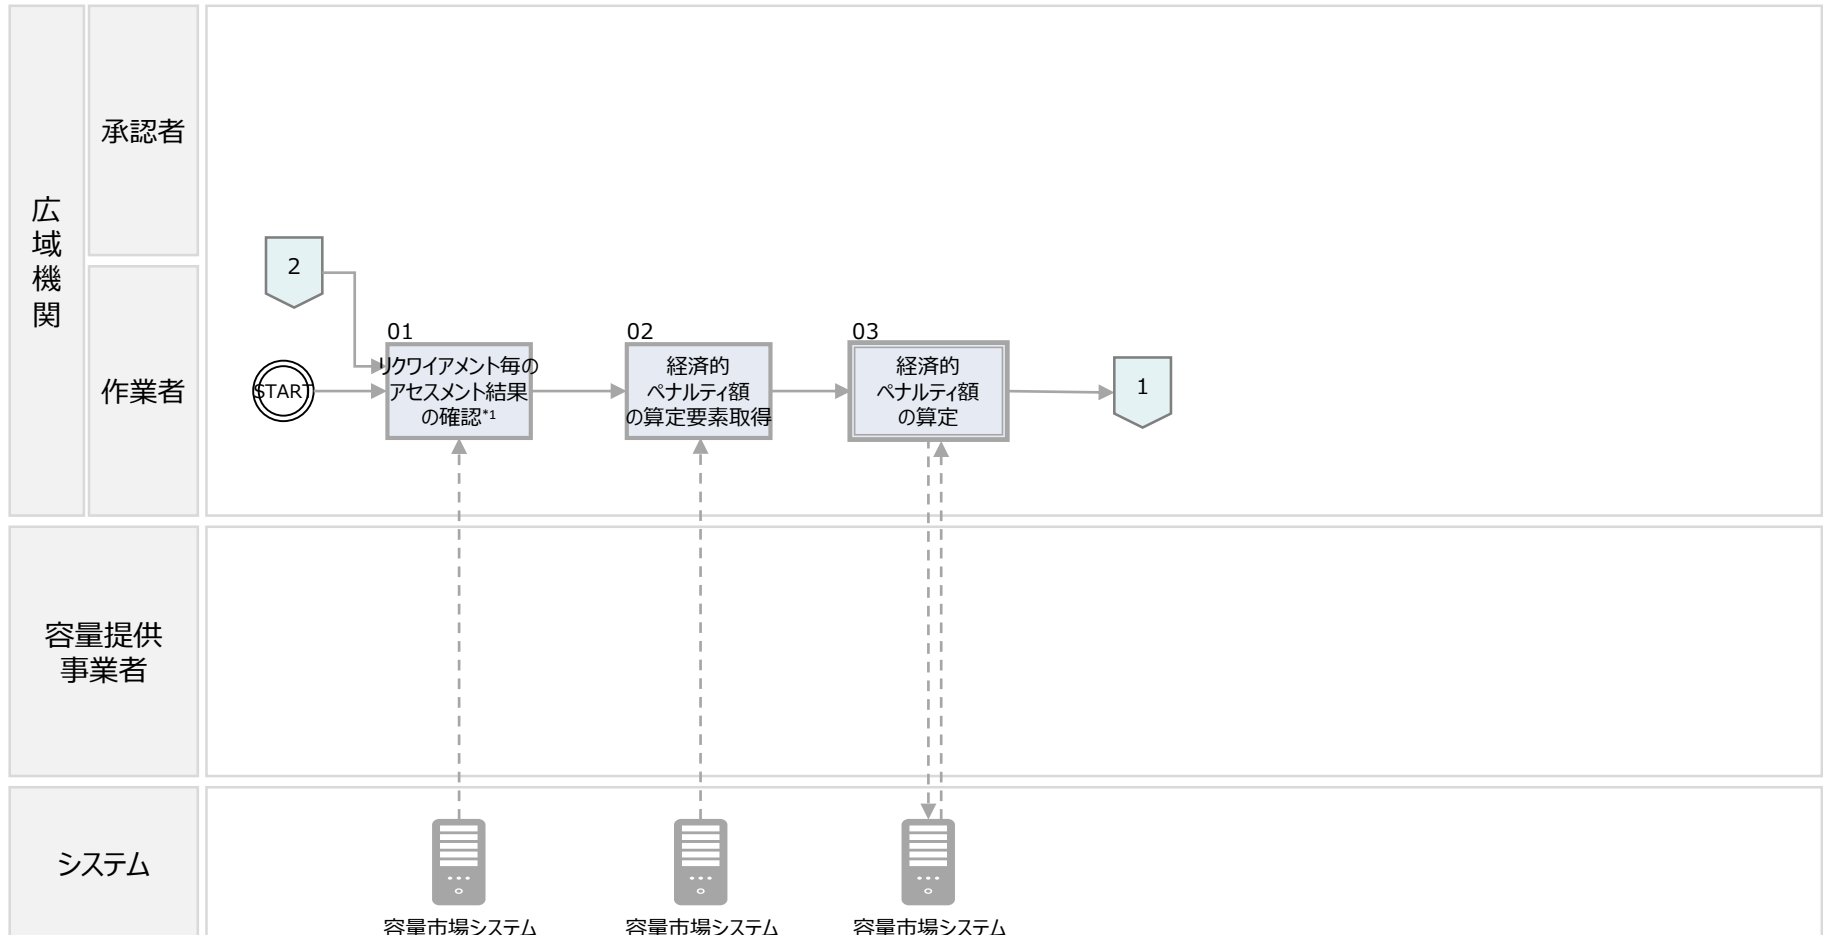 広
域
機
関
承認者
作業者
2
START
01
リクワイアメント毎の
アセスメント結果
の確認*1
02
経済的
ペナルティ額
の算定要素取得
03
経済的
ペナルティ額
の算定
1
容量提供
事業者
システム
容量市場システム
容量市場システム
容量市場システム